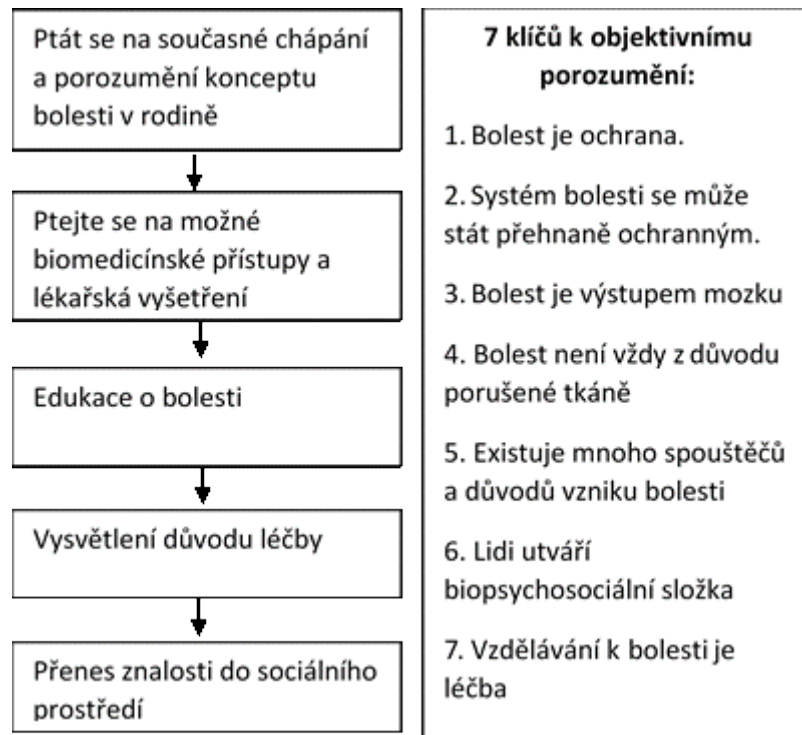 Ptát se na současné chápání
a porozumění konceptu
bolesti v rodině
Ptejte se na možné
biomedicínské přístupy a
lékařská vyšetření
Edukace o bolesti
Vysvětlení důvodu léčby
Přenes znalosti do sociálního
prostředí
7 klíčů k objektivnímu
porozumění:
1. Bolest je ochrana.
2. Systém bolesti se může
stát přehnaně ochranným.
3. Bolest je výstupem mozku
4. Bolest není vždy z důvodu
porušené tkáně
5. Existuje mnoho spouštěčů
a důvodů vzniku bolesti
6. Lidi utváří
biopsychosociální složka
7. Vzdělávání k bolesti je
léčba